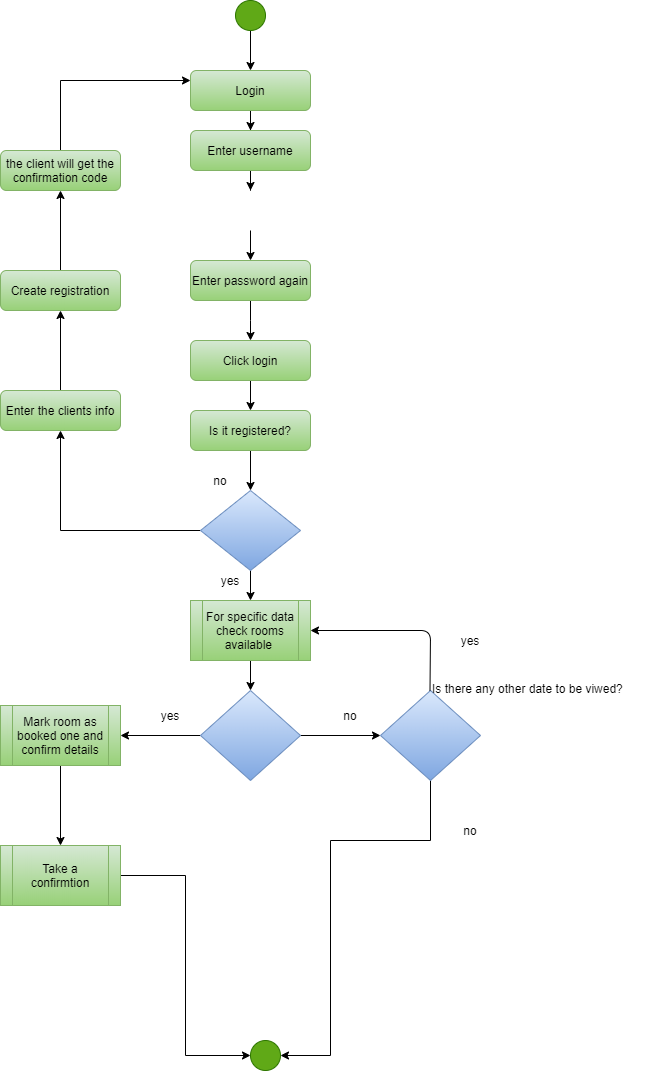 Login
the client will get the
confirmation code
Enter username
Create registration
Enter password again
Click login
Enter the clients info
Is it registered?
no
yes
For specific data
check rooms
available
yes
Is there any other date to be viwed?
Mark room as
booked one and
confirm details
yes
no
no
Take a
confirmtion